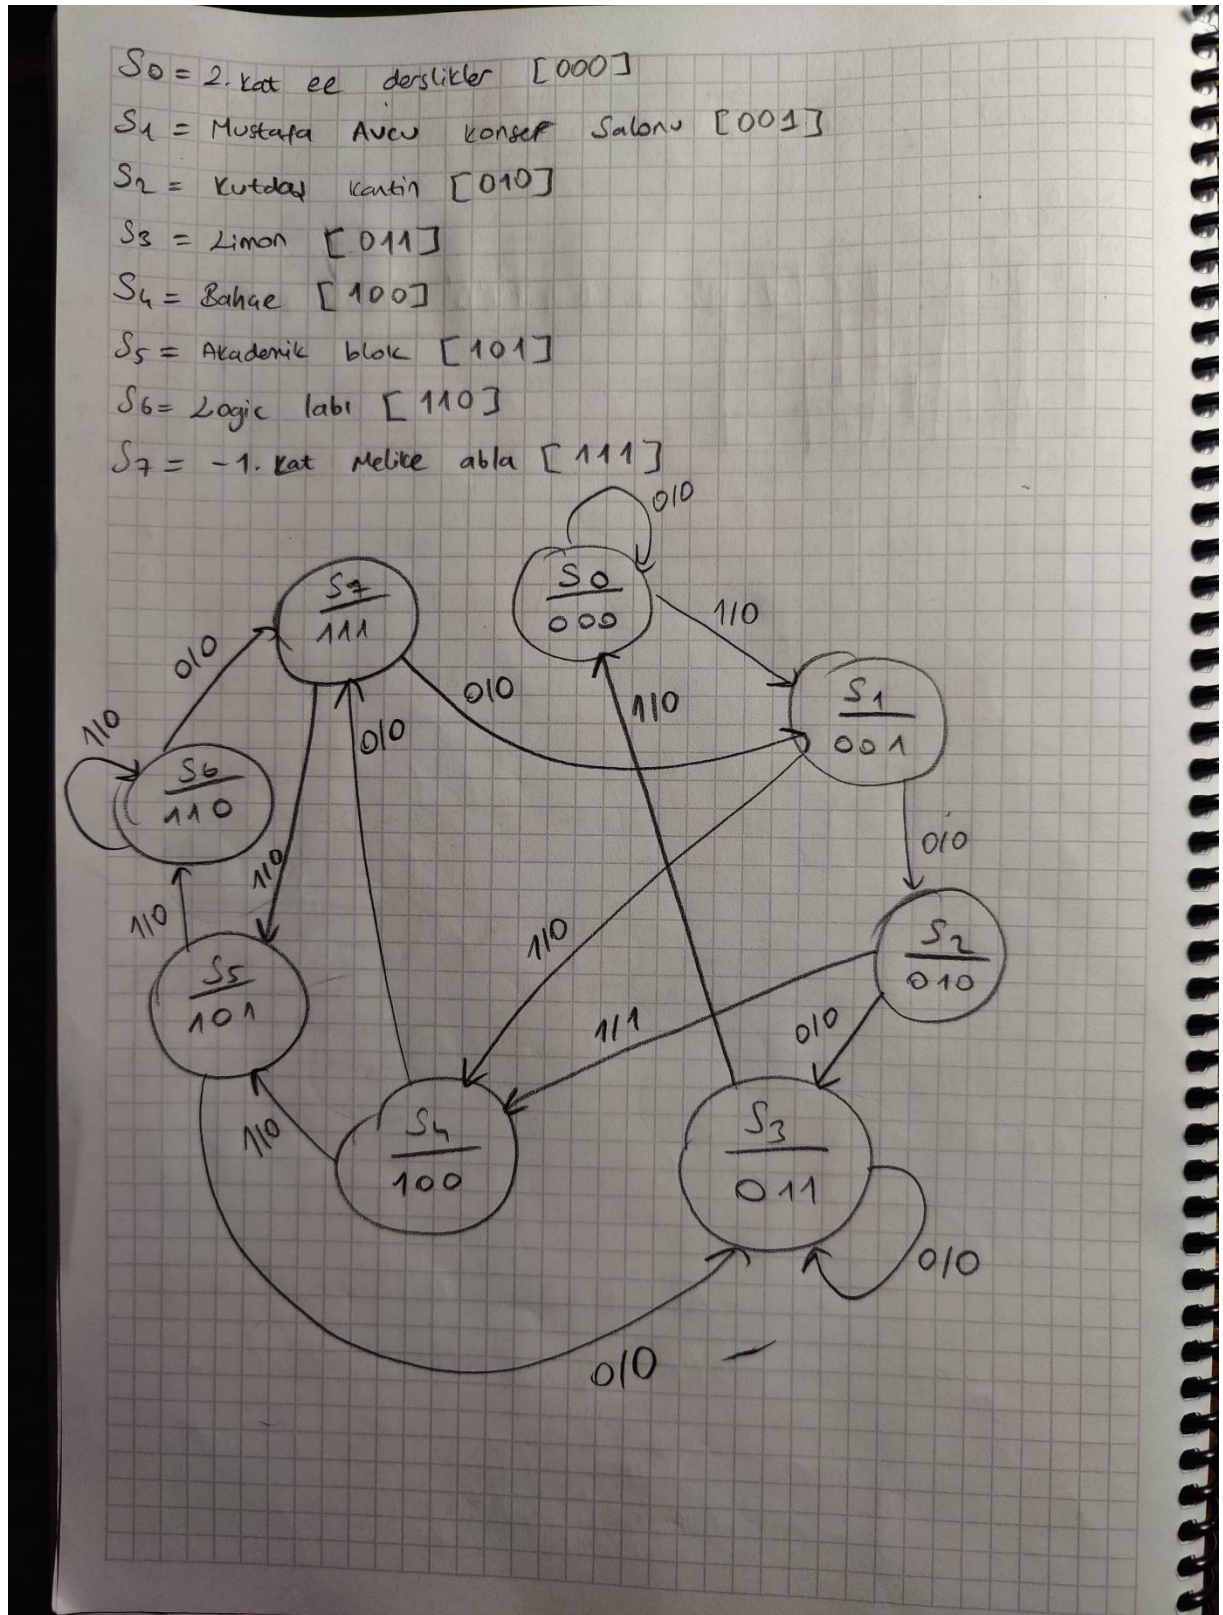 S0 = 2. kat ee derslikler [000]
S1 = Mustafa Avcu konser Salonu [001]
S2 = kutdaş kantin [010]
S3 = Limon [011]
S4 = Bahçe [100]
S5 = Akademik blok [101]
S6 = Logic labı [110]
S7 = -1. kat Melike abla [111]
0/0
S7
111
S0
000
1/0
0/0
0/0
1/0
S1
001
1/0
0/0
S6
110
0/0
1/0
1/0
1/0
S2
010
S5
101
1/1
0/0
1/0
S4
100
S3
011
0/0
0/0